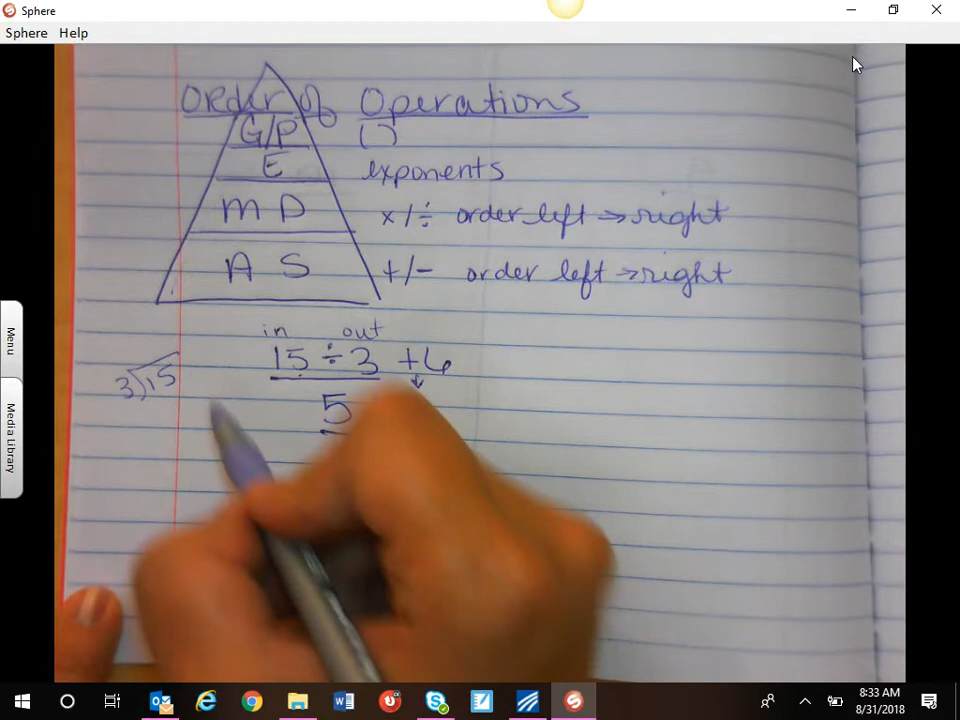 Sphere
Sphere Help
Order of Operations
G/P ( )
E exponents
M D ×/÷ order left → right
A S +/- order left → right
in out
15 ÷ 3 + 6
3)15
5
Menu
Media Library
8:33 AM
8/31/2018